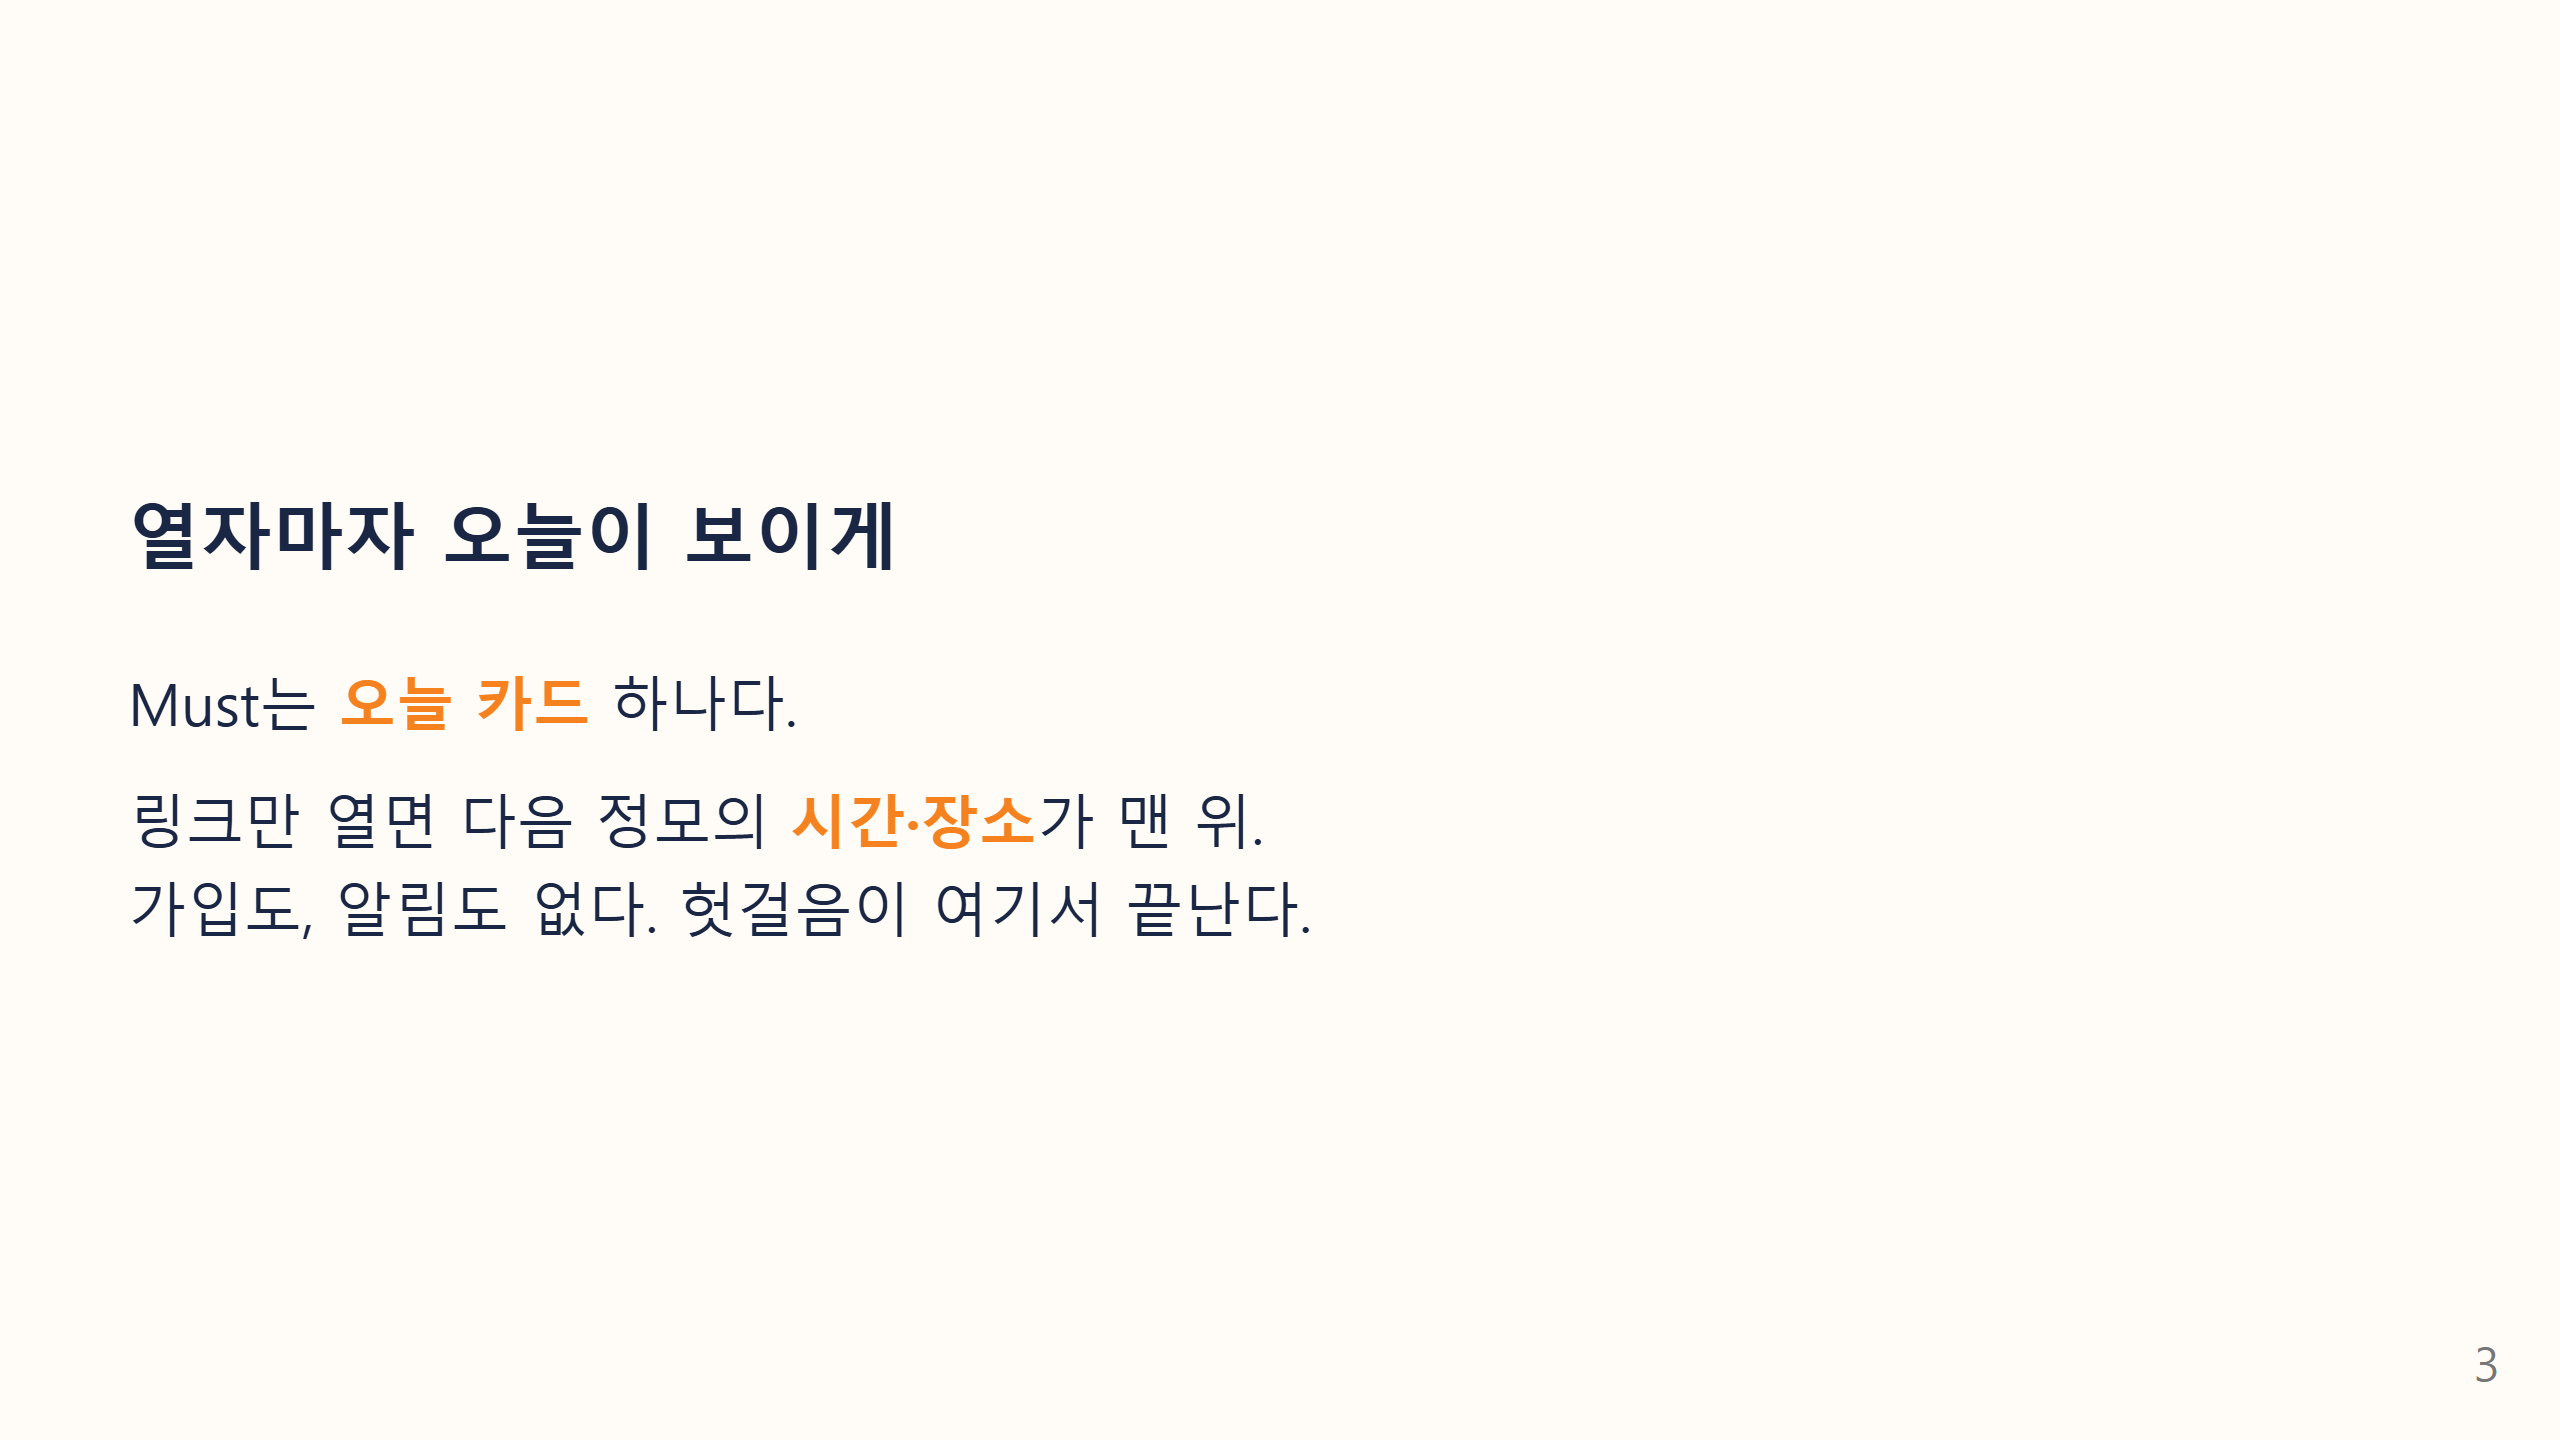 열자마자 오늘이 보이게
Must는 오늘 카드 하나다.
링크만 열면 다음 정모의 시간·장소가 맨 위.
가입도, 알림도 없다. 헛걸음이 여기서 끝난다.
3